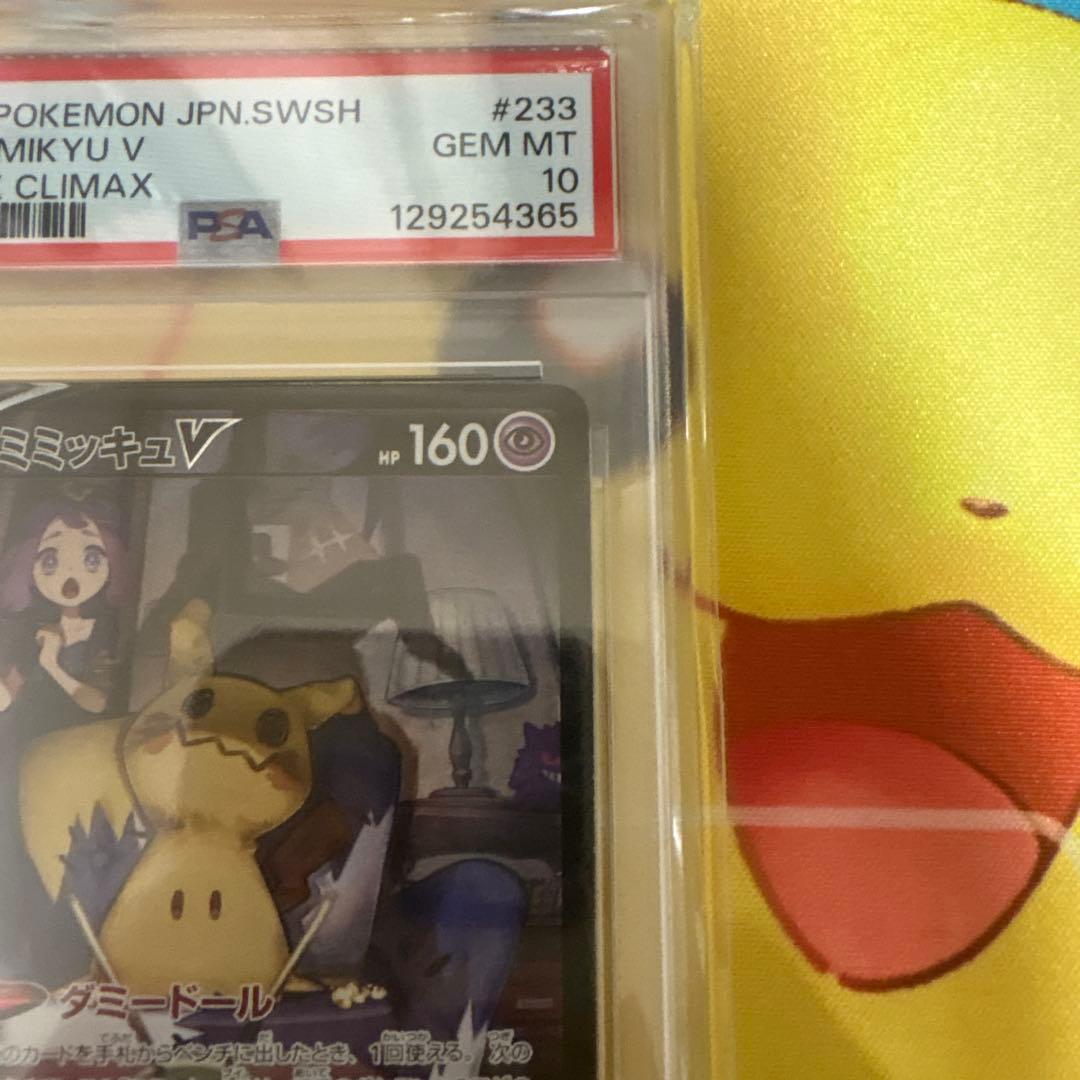 POKEMON JPN.SWSH #233
MIKYU V GEM MT
CLIMAX 10
PSA 129254365
ミミッキュV HP 160
ダミードール
のカードを手札からベンチに出したとき、1回使える。次の